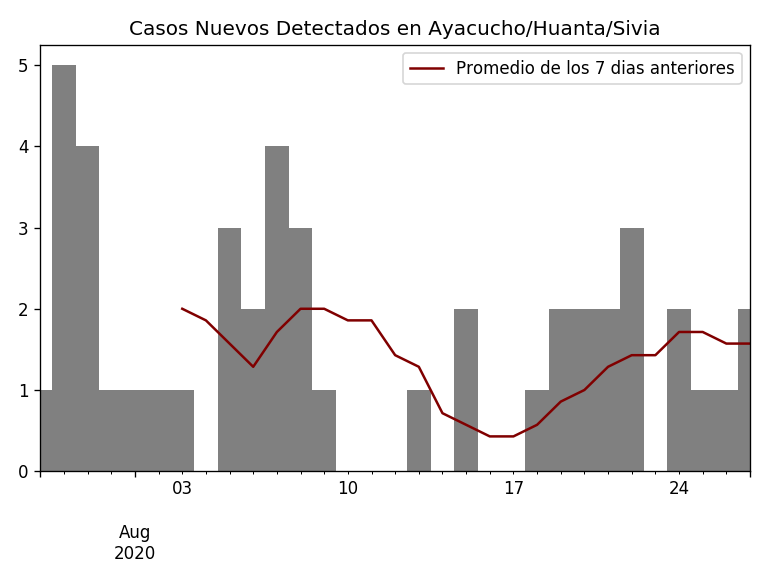 Casos Nuevos Detectados en Ayacucho/Huanta/Sivia
Promedio de los 7 dias anteriores
5
4
3
2
1
0
03 10 17 24
Aug
2020